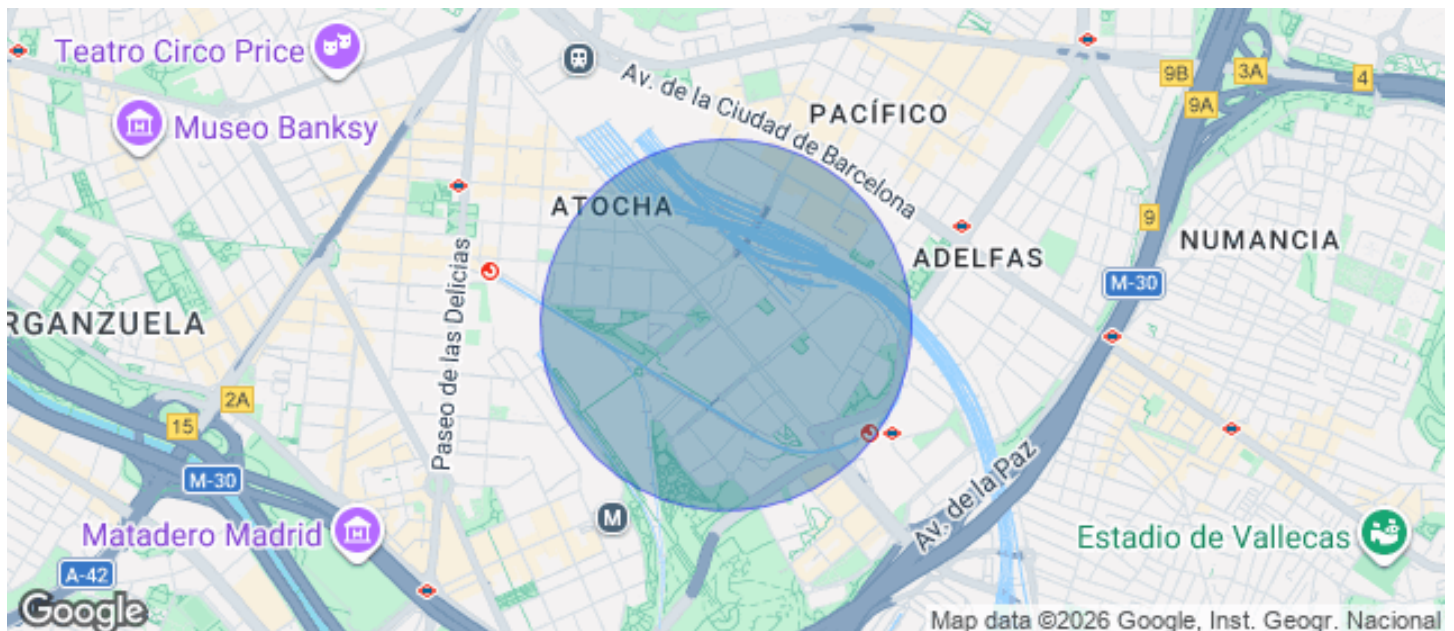 Teatro Circo Price
Museo Banksy
Av. de la Ciudad de Barcelona
PACÍFICO
9B
3A
4
9A
ATOCHA
9
ADELFAS
NUMANCIA
M-30
RGANZUELA
Paseo de las Delicias
2A
15
M-30
Av. de la Paz
M
Matadero Madrid
Estadio de Vallecas
A-42
Google
Map data ©2026 Google, Inst. Geogr. Nacional